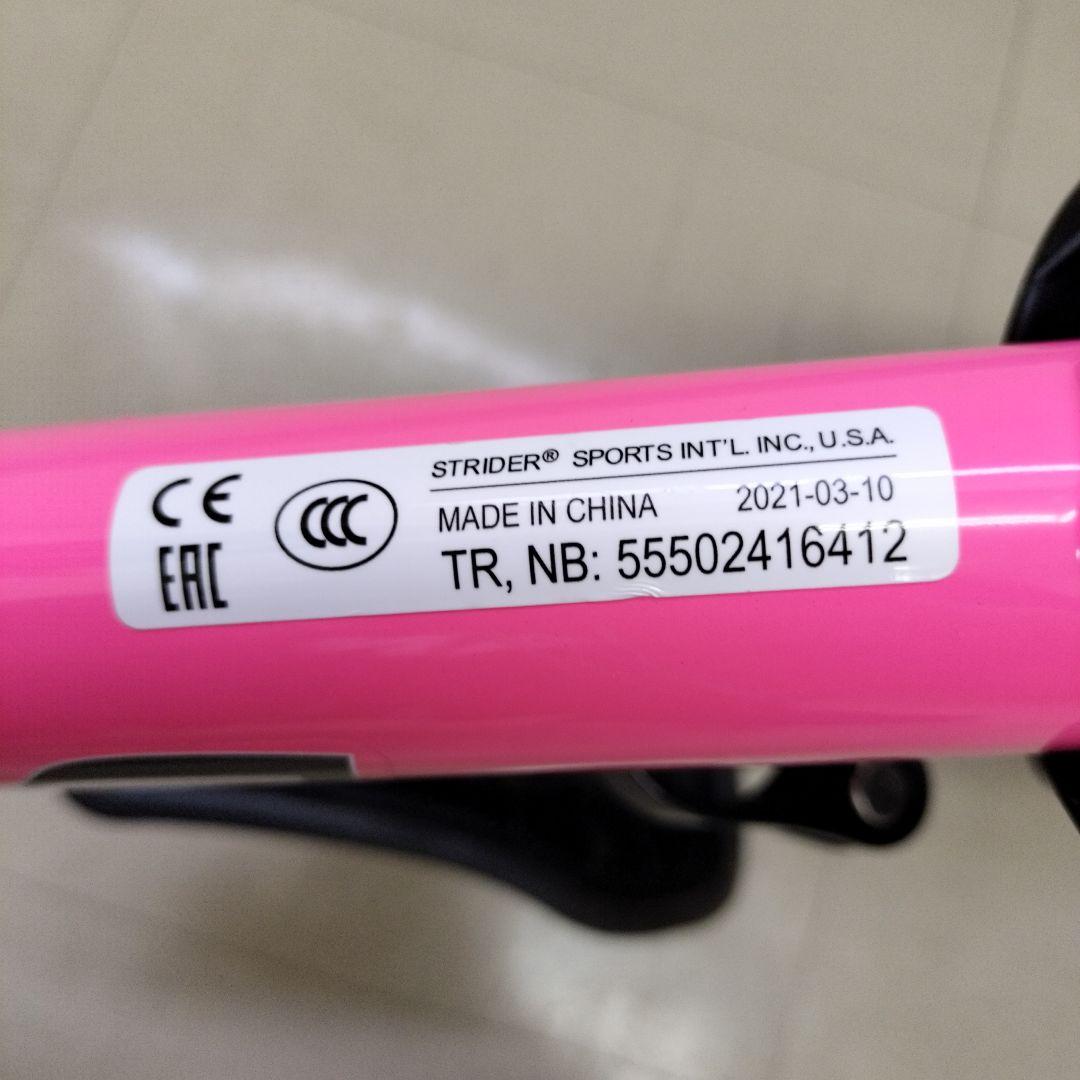 CE
EAC
CCC
STRIDER® SPORTS INT'L. INC., U.S.A.
MADE IN CHINA 2021-03-10
TR, NB: 55502416412